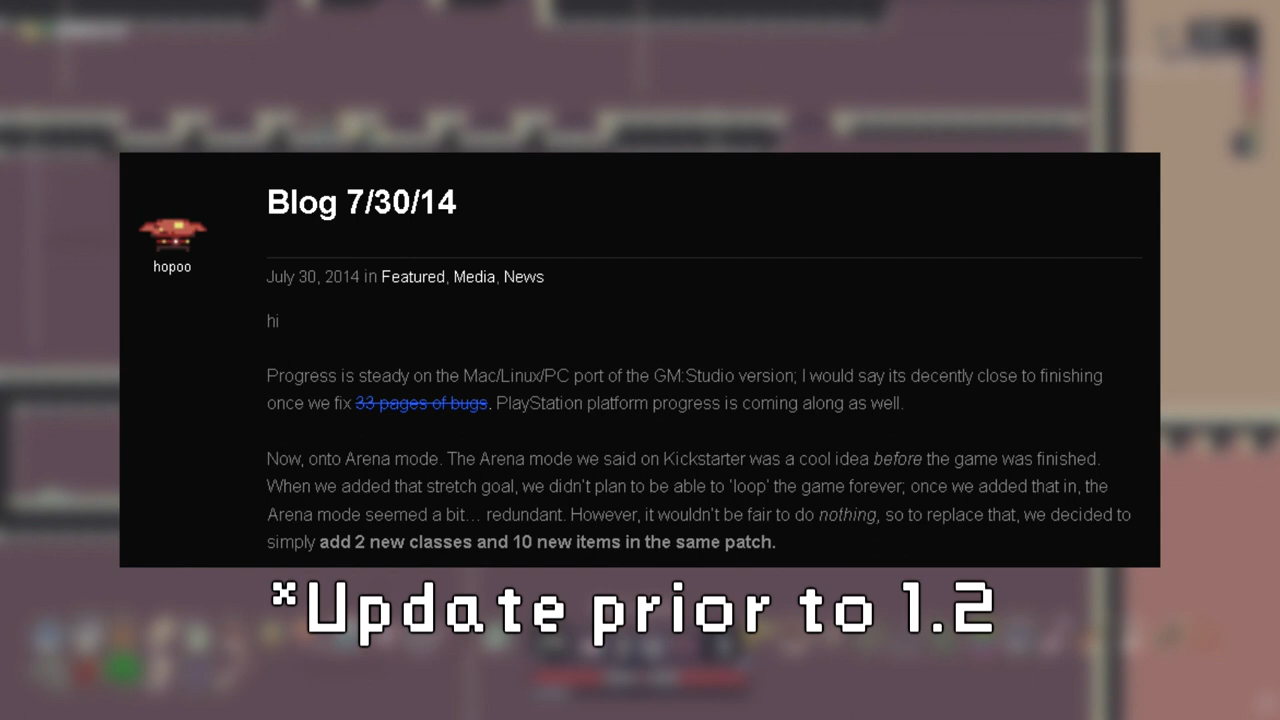 Blog 7/30/14
hopoo
July 30, 2014 in Featured, Media, News
hi
Progress is steady on the Mac/Linux/PC port of the GM:Studio version; I would say its decently close to finishing
once we fix 33 pages of bugs. PlayStation platform progress is coming along as well.
Now, onto Arena mode. The Arena mode we said on Kickstarter was a cool idea before the game was finished.
When we added that stretch goal, we didn't plan to be able to 'loop' the game forever; once we added that in, the
Arena mode seemed a bit… redundant. However, it wouldn't be fair to do nothing, so to replace that, we decided to
simply add 2 new classes and 10 new items in the same patch.
*Update prior to 1.2